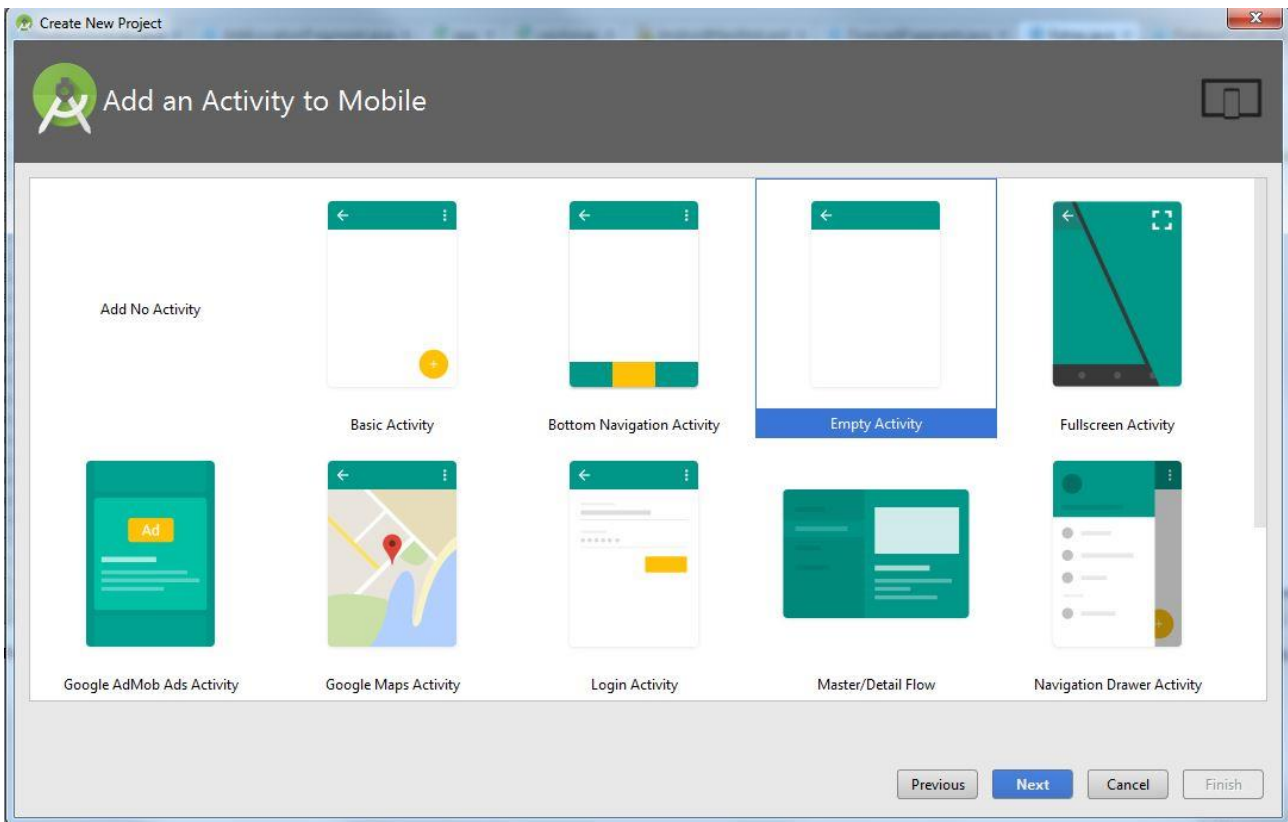 Create New Project
Add an Activity to Mobile
Add No Activity
Basic Activity
Bottom Navigation Activity
Empty Activity
Fullscreen Activity
Ad
Google AdMob Ads Activity
Google Maps Activity
Login Activity
Master/Detail Flow
Navigation Drawer Activity
Previous
Next
Cancel
Finish